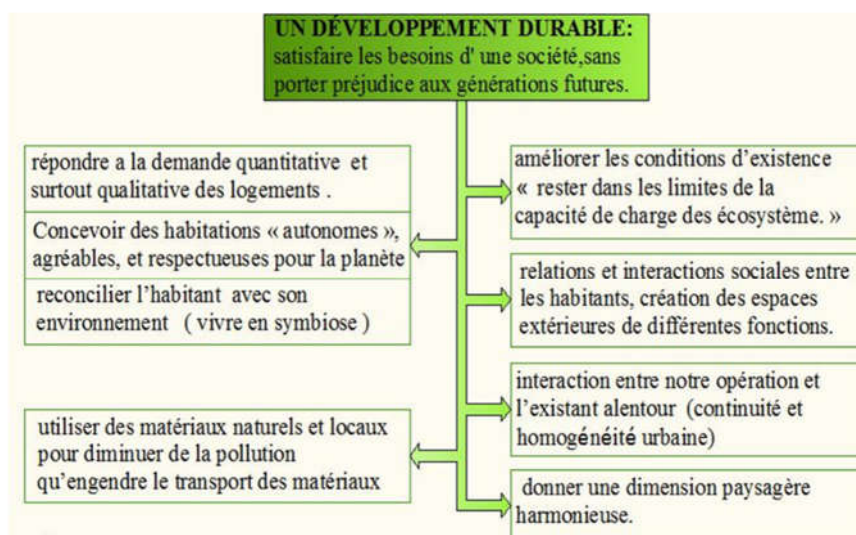 UN DÉVELOPPEMENT DURABLE:
satisfaire les besoins d' une société,sans
porter préjudice aux générations futures.
répondre a la demande quantitative et
surtout qualitative des logements .
Concevoir des habitations « autonomes »,
agréables, et respectueuses pour la planète
reconcilier l’habitant avec son
environnement ( vivre en symbiose )
utiliser des matériaux naturels et locaux
pour diminuer de la pollution
qu’engendre le transport des matériaux
améliorer les conditions d’existence
« rester dans les limites de la
capacité de charge des écosystème. »
relations et interactions sociales entre
les habitants, création des espaces
extérieures de différentes fonctions.
interaction entre notre opération et
l’existant alentour (continuité et
homogénéité urbaine)
donner une dimension paysagère
harmonieuse.